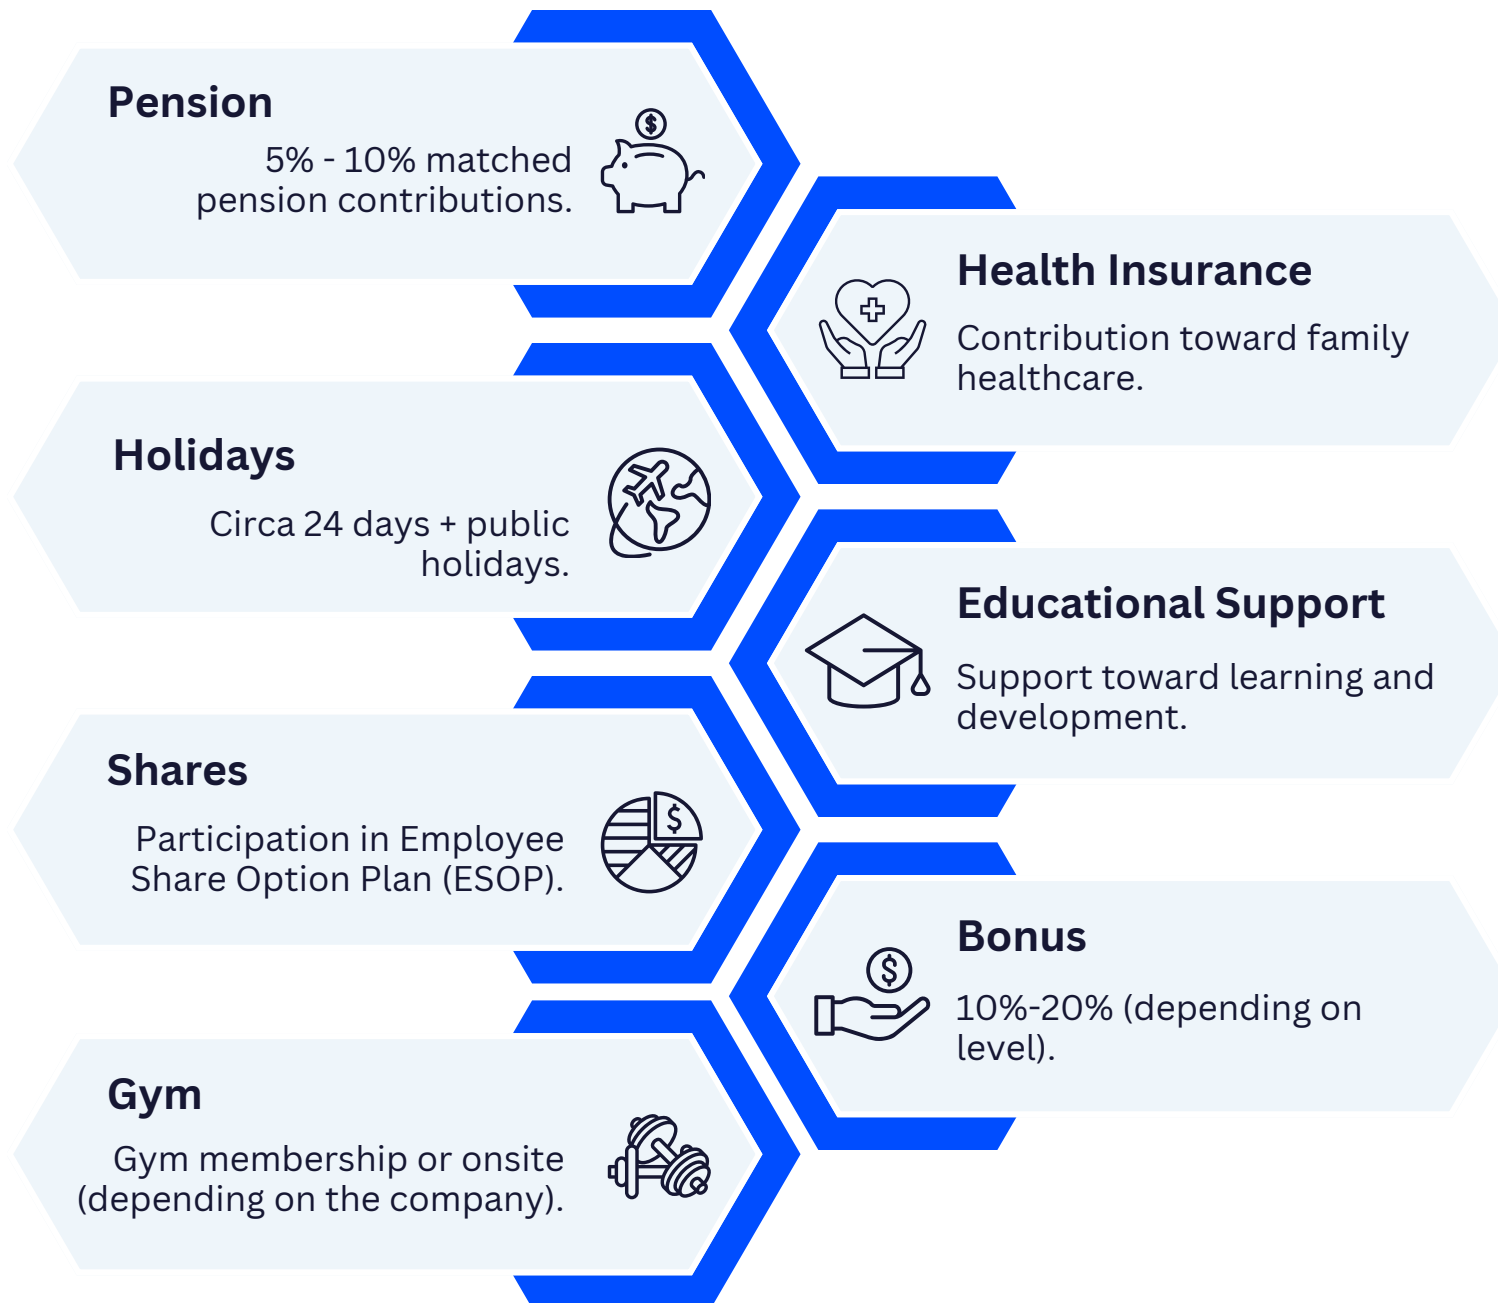 Pension
5% - 10% matched
pension contributions.
Health Insurance
Contribution toward family
healthcare.
Holidays
Circa 24 days + public
holidays.
Educational Support
Support toward learning and
development.
Shares
Participation in Employee
Share Option Plan (ESOP).
Bonus
10%-20% (depending on
level).
Gym
Gym membership or onsite
(depending on the company).